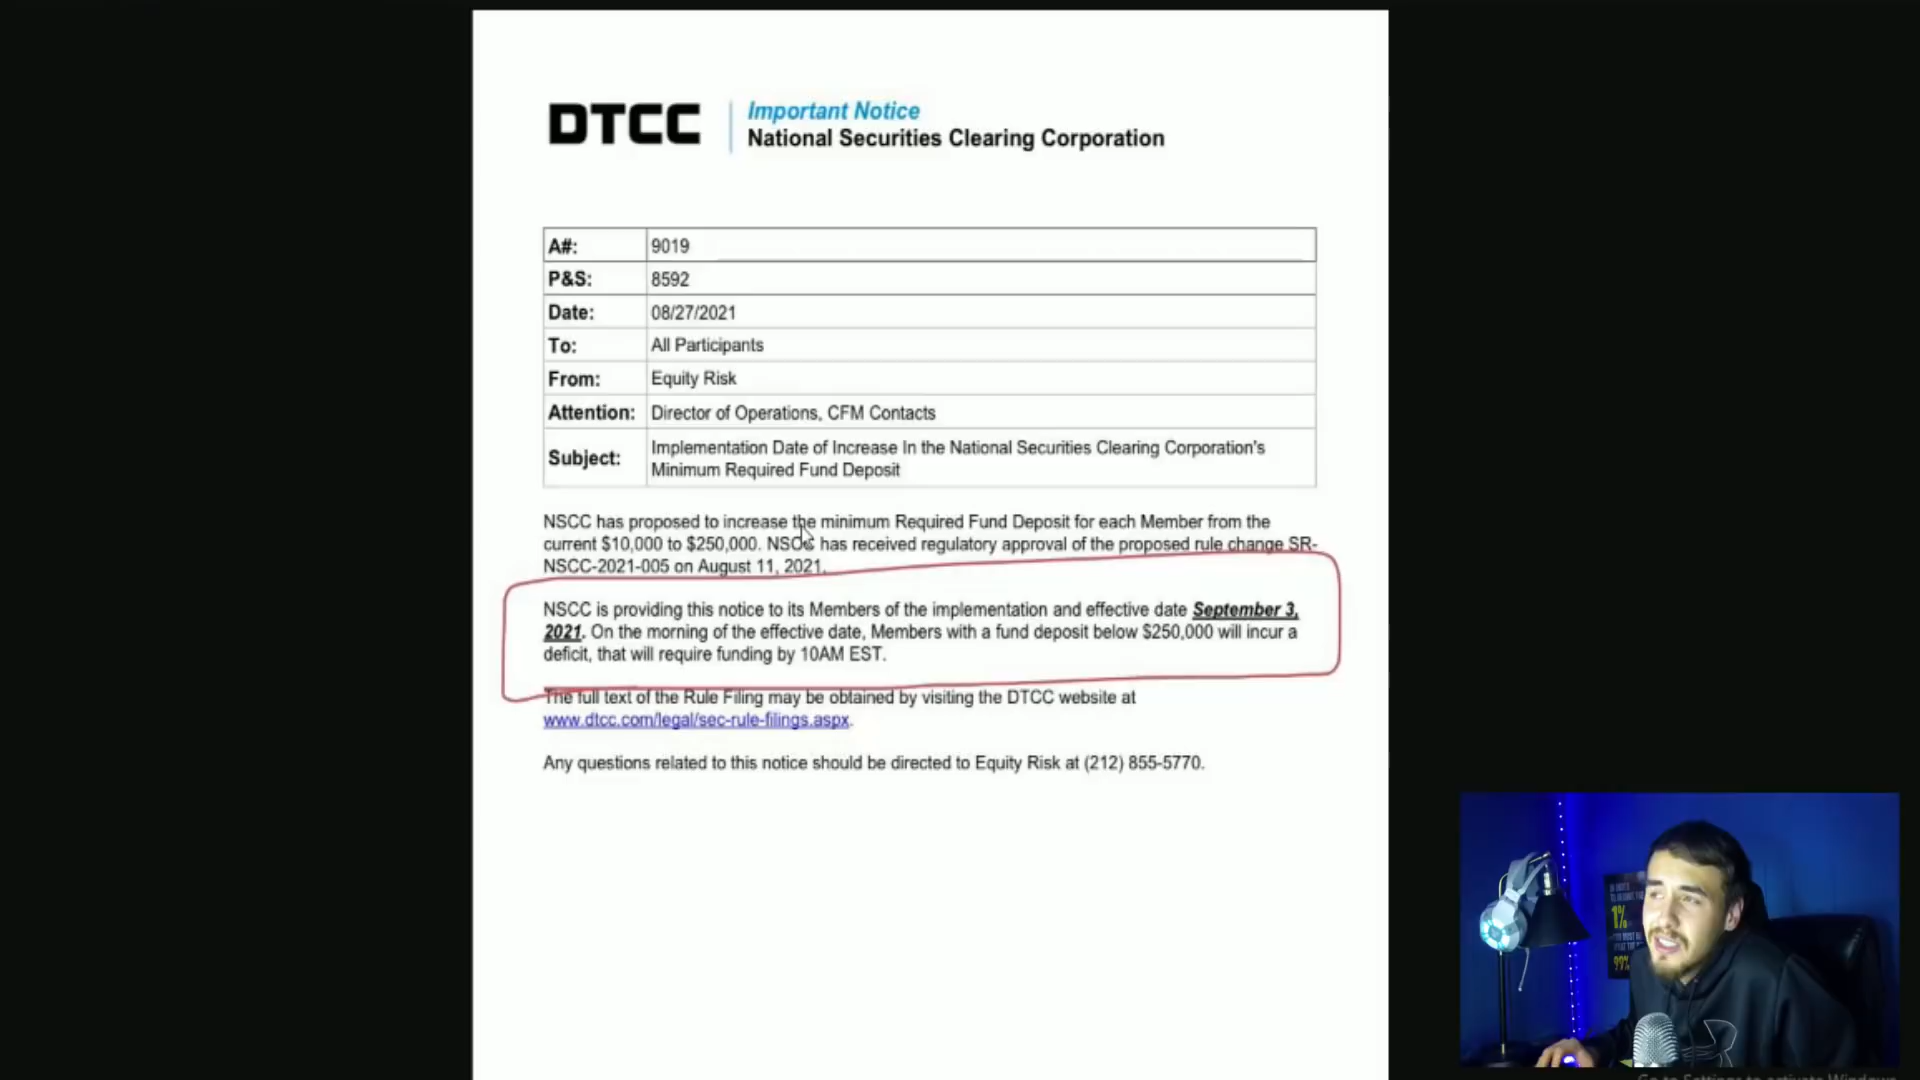 DTCC
Important Notice
National Securities Clearing Corporation
A#: 9019
P&S: 8592
Date: 08/27/2021
To: All Participants
From: Equity Risk
Attention: Director of Operations, CFM Contacts
Subject: Implementation Date of Increase In the National Securities Clearing Corporation's
Minimum Required Fund Deposit
NSCC has proposed to increase the minimum Required Fund Deposit for each Member from the
current $10,000 to $250,000. NSCC has received regulatory approval of the proposed rule change SR-
NSCC-2021-005 on August 11, 2021.
NSCC is providing this notice to its Members of the implementation and effective date September 3,
2021. On the morning of the effective date, Members with a fund deposit below $250,000 will incur a
deficit, that will require funding by 10AM EST.
The full text of the Rule Filing may be obtained by visiting the DTCC website at
www.dtcc.com/legal/sec-rule-filings.aspx.
Any questions related to this notice should be directed to Equity Risk at (212) 855-5770.
1%
99%
Go to Settings to activate Windows.